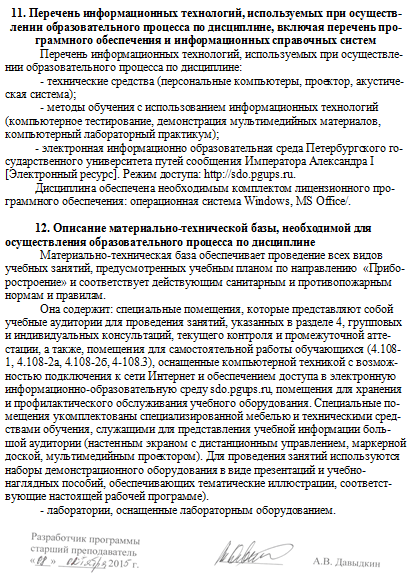 11. Перечень информационных технологий, используемых при осуществ-
лении образовательного процесса по дисциплине, включая перечень про-
граммного обеспечения и информационных справочных систем
Перечень информационных технологий, используемых при осуществле-
нии образовательного процесса по дисциплине:
- технические средства (персональные компьютеры, проектор, акустиче-
ская система);
- методы обучения с использованием информационных технологий
(компьютерное тестирование, демонстрация мультимедийных материалов,
компьютерный лабораторный практикум);
- электронная информационно образовательная среда Петербургского го-
сударственного университета путей сообщения Императора Александра I
[Электронный ресурс]. Режим доступа: http://sdo.pgups.ru.
Дисциплина обеспечена необходимым комплектом лицензионного про-
граммного обеспечения: операционная система Windows, MS Office/.
12. Описание материально-технической базы, необходимой для
осуществления образовательного процесса по дисциплине
Материально-техническая база обеспечивает проведение всех видов
учебных занятий, предусмотренных учебным планом по направлению «Прибо-
ростроение» и соответствует действующим санитарным и противопожарным
нормам и правилам.
Она содержит: специальные помещения, которые представляют собой
учебные аудитории для проведения занятий, указанных в разделе 4, групповых
и индивидуальных консультаций, текущего контроля и промежуточной атте-
стации, а также, помещения для самостоятельной работы обучающихся (4.108-
1, 4.108-2а, 4.108-2б, 4-108.3), оснащенные компьютерной техникой с возмож-
ностью подключения к сети Интернет и обеспечением доступа в электронную
информационно-образовательную среду sdo.pgups.ru, помещения для хранения
и профилактического обслуживания учебного оборудования. Специальные по-
мещения укомплектованы специализированной мебелью и техническими сред-
ствами обучения, служащими для представления учебной информации боль-
шой аудитории (настенным экраном с дистанционным управлением, маркерной
доской, мультимедийным проектором). Для проведения занятий используются
наборы демонстрационного оборудования в виде презентаций и учебно-
наглядных пособий, обеспечивающих тематические иллюстрации, соответст-
вующие настоящей рабочей программе).
- лаборатории, оснащенные лабораторным оборудованием.
Разработчик программы
старший преподаватель
2015 г.
А.В. Давыдкин